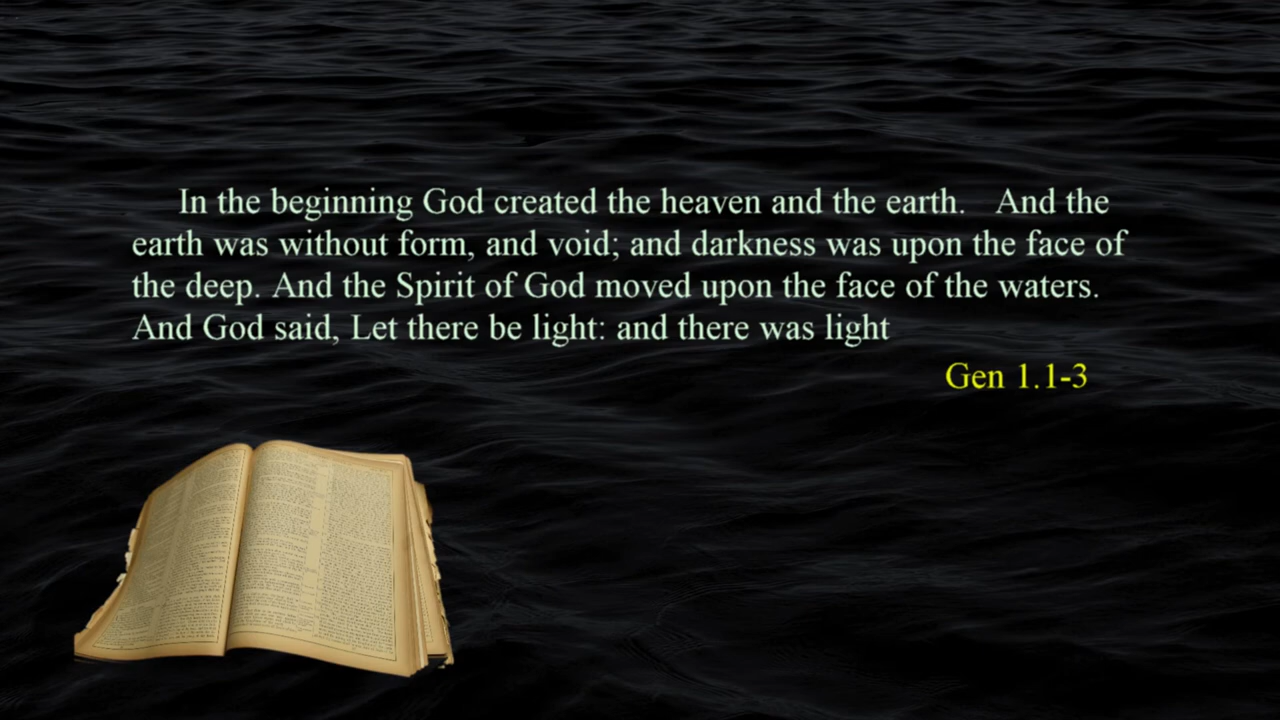 In the beginning God created the heaven and the earth.   And the
earth was without form, and void; and darkness was upon the face of
the deep. And the Spirit of God moved upon the face of the waters.
And God said, Let there be light: and there was light
Gen 1.1-3